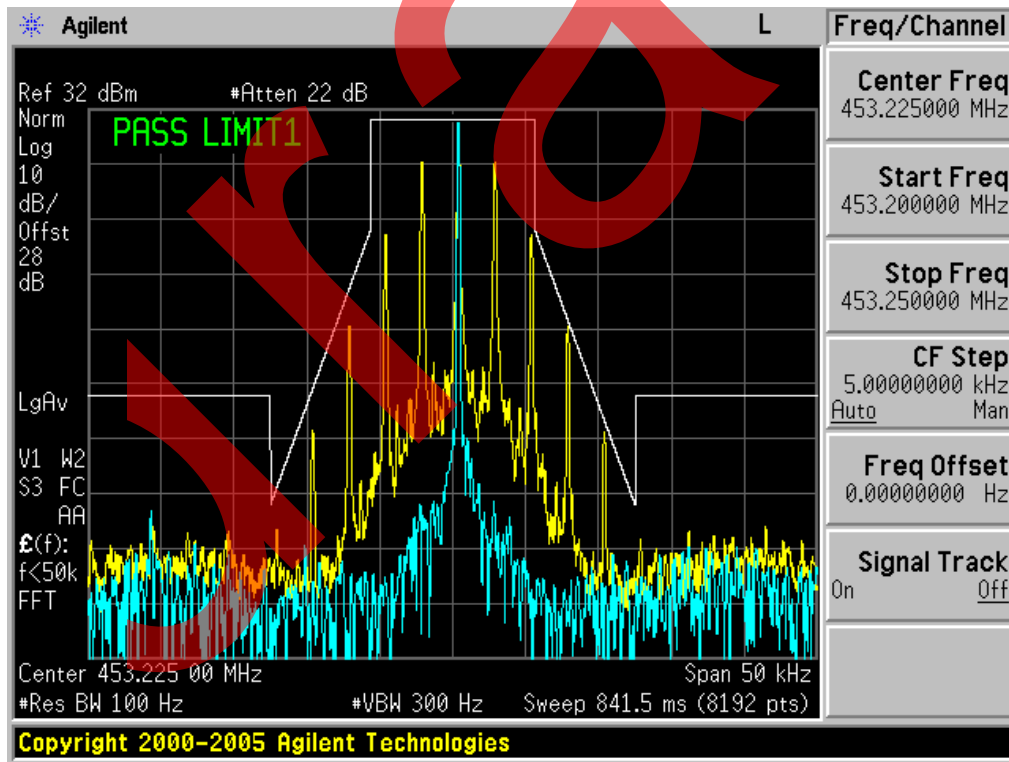 Agilent L
Ref 32 dBm #Atten 22 dB
Norm
Log
10
dB/
Offst
28
dB
PASS LIMIT1
LgAv
V1 W2
S3 FC
AA
£(f):
f<50k
FFT
Center 453.225 00 MHz Span 50 kHz
#Res BW 100 Hz #VBW 300 Hz Sweep 841.5 ms (8192 pts)
Copyright 2000-2005 Agilent Technologies
Freq/Channel
Center Freq
453.225000 MHz
Start Freq
453.200000 MHz
Stop Freq
453.250000 MHz
CF Step
5.00000000 kHz
Auto Man
Freq Offset
0.00000000 Hz
Signal Track
On Off